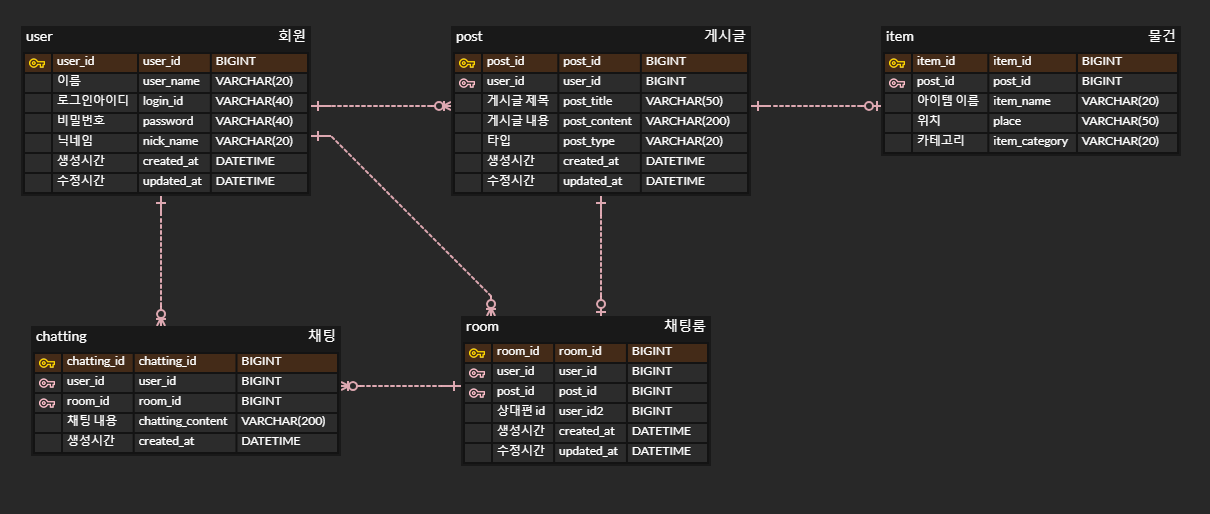 user 회원
user_id user_id BIGINT
이름 user_name VARCHAR(20)
로그인아이디 login_id VARCHAR(40)
비밀번호 password VARCHAR(40)
닉네임 nick_name VARCHAR(20)
생성시간 created_at DATETIME
수정시간 updated_at DATETIME
post 게시글
post_id post_id BIGINT
user_id user_id BIGINT
게시글 제목 post_title VARCHAR(50)
게시글 내용 post_content VARCHAR(200)
타입 post_type VARCHAR(20)
생성시간 created_at DATETIME
수정시간 updated_at DATETIME
item 물건
item_id item_id BIGINT
post_id post_id BIGINT
아이템 이름 item_name VARCHAR(20)
위치 place VARCHAR(50)
카테고리 item_category VARCHAR(20)
chatting 채팅
chatting_id chatting_id BIGINT
user_id user_id BIGINT
room_id room_id BIGINT
채팅 내용 chatting_content VARCHAR(200)
생성시간 created_at DATETIME
room 채팅룸
room_id room_id BIGINT
user_id user_id BIGINT
post_id post_id BIGINT
상대편 id user_id2 BIGINT
생성시간 created_at DATETIME
수정시간 updated_at DATETIME